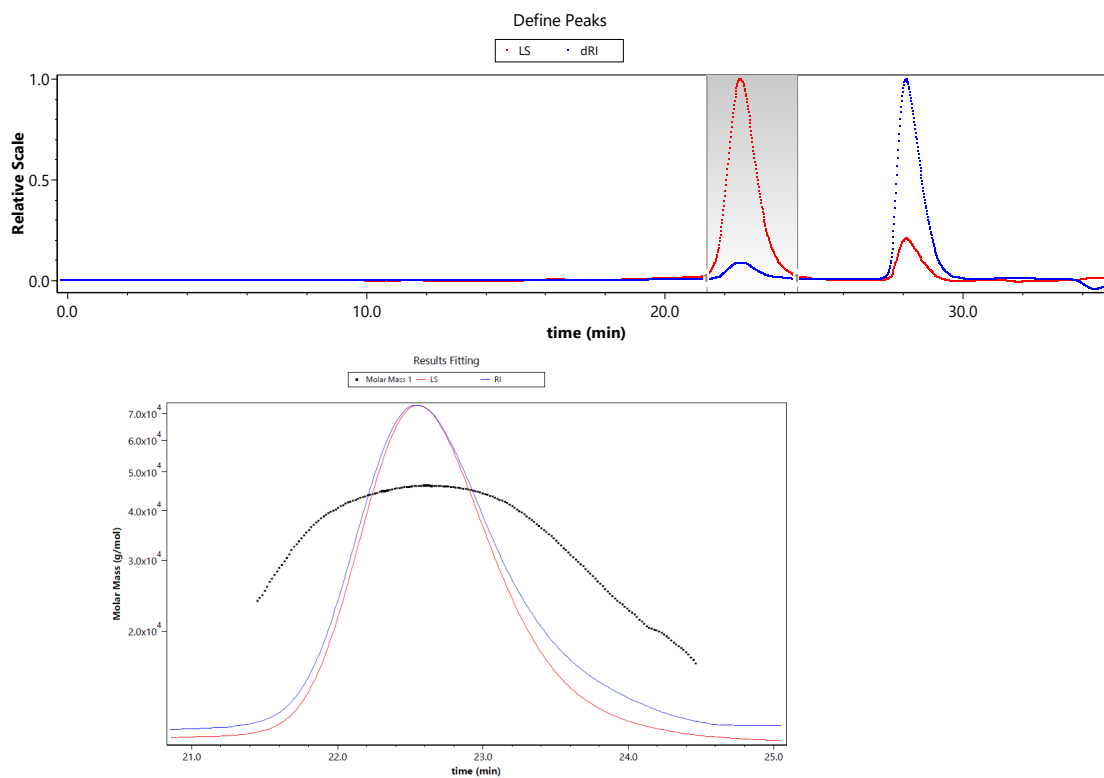 Define Peaks
LS dRI
1.0
0.5
0.0
Relative Scale
0.0 10.0 20.0 30.0
time (min)
Results Fitting
Molar Mass 1 LS RI
7.0x10^4
6.0x10^4
5.0x10^4
4.0x10^4
3.0x10^4
2.0x10^4
Molar Mass (g/mol)
21.0 22.0 23.0 24.0 25.0
time (min)